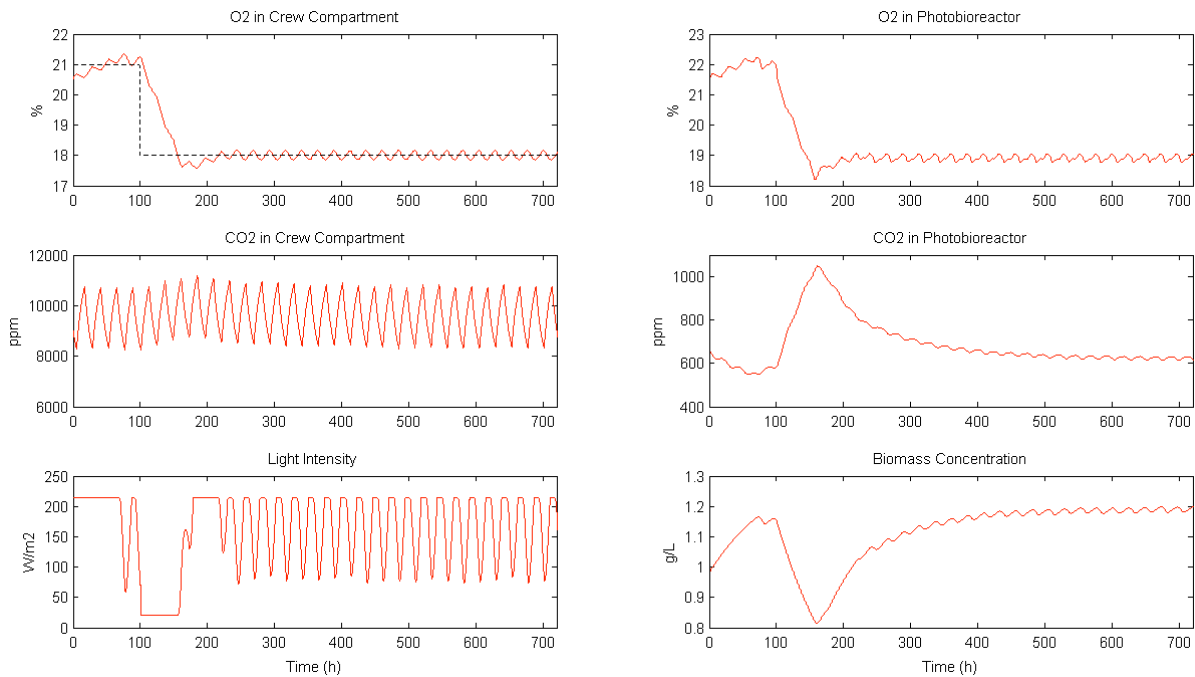 O2 in Crew Compartment
22
21
20
19
18
17
%
0 100 200 300 400 500 600 700
O2 in Photobioreactor
23
22
21
20
19
18
%
0 100 200 300 400 500 600 700
CO2 in Crew Compartment
12000
10000
8000
6000
ppm
0 100 200 300 400 500 600 700
CO2 in Photobioreactor
1000
800
600
400
ppm
0 100 200 300 400 500 600 700
Light Intensity
250
200
150
100
50
0
W/m2
0 100 200 300 400 500 600 700
Time (h)
Biomass Concentration
1.3
1.2
1.1
1
0.9
0.8
g/L
0 100 200 300 400 500 600 700
Time (h)